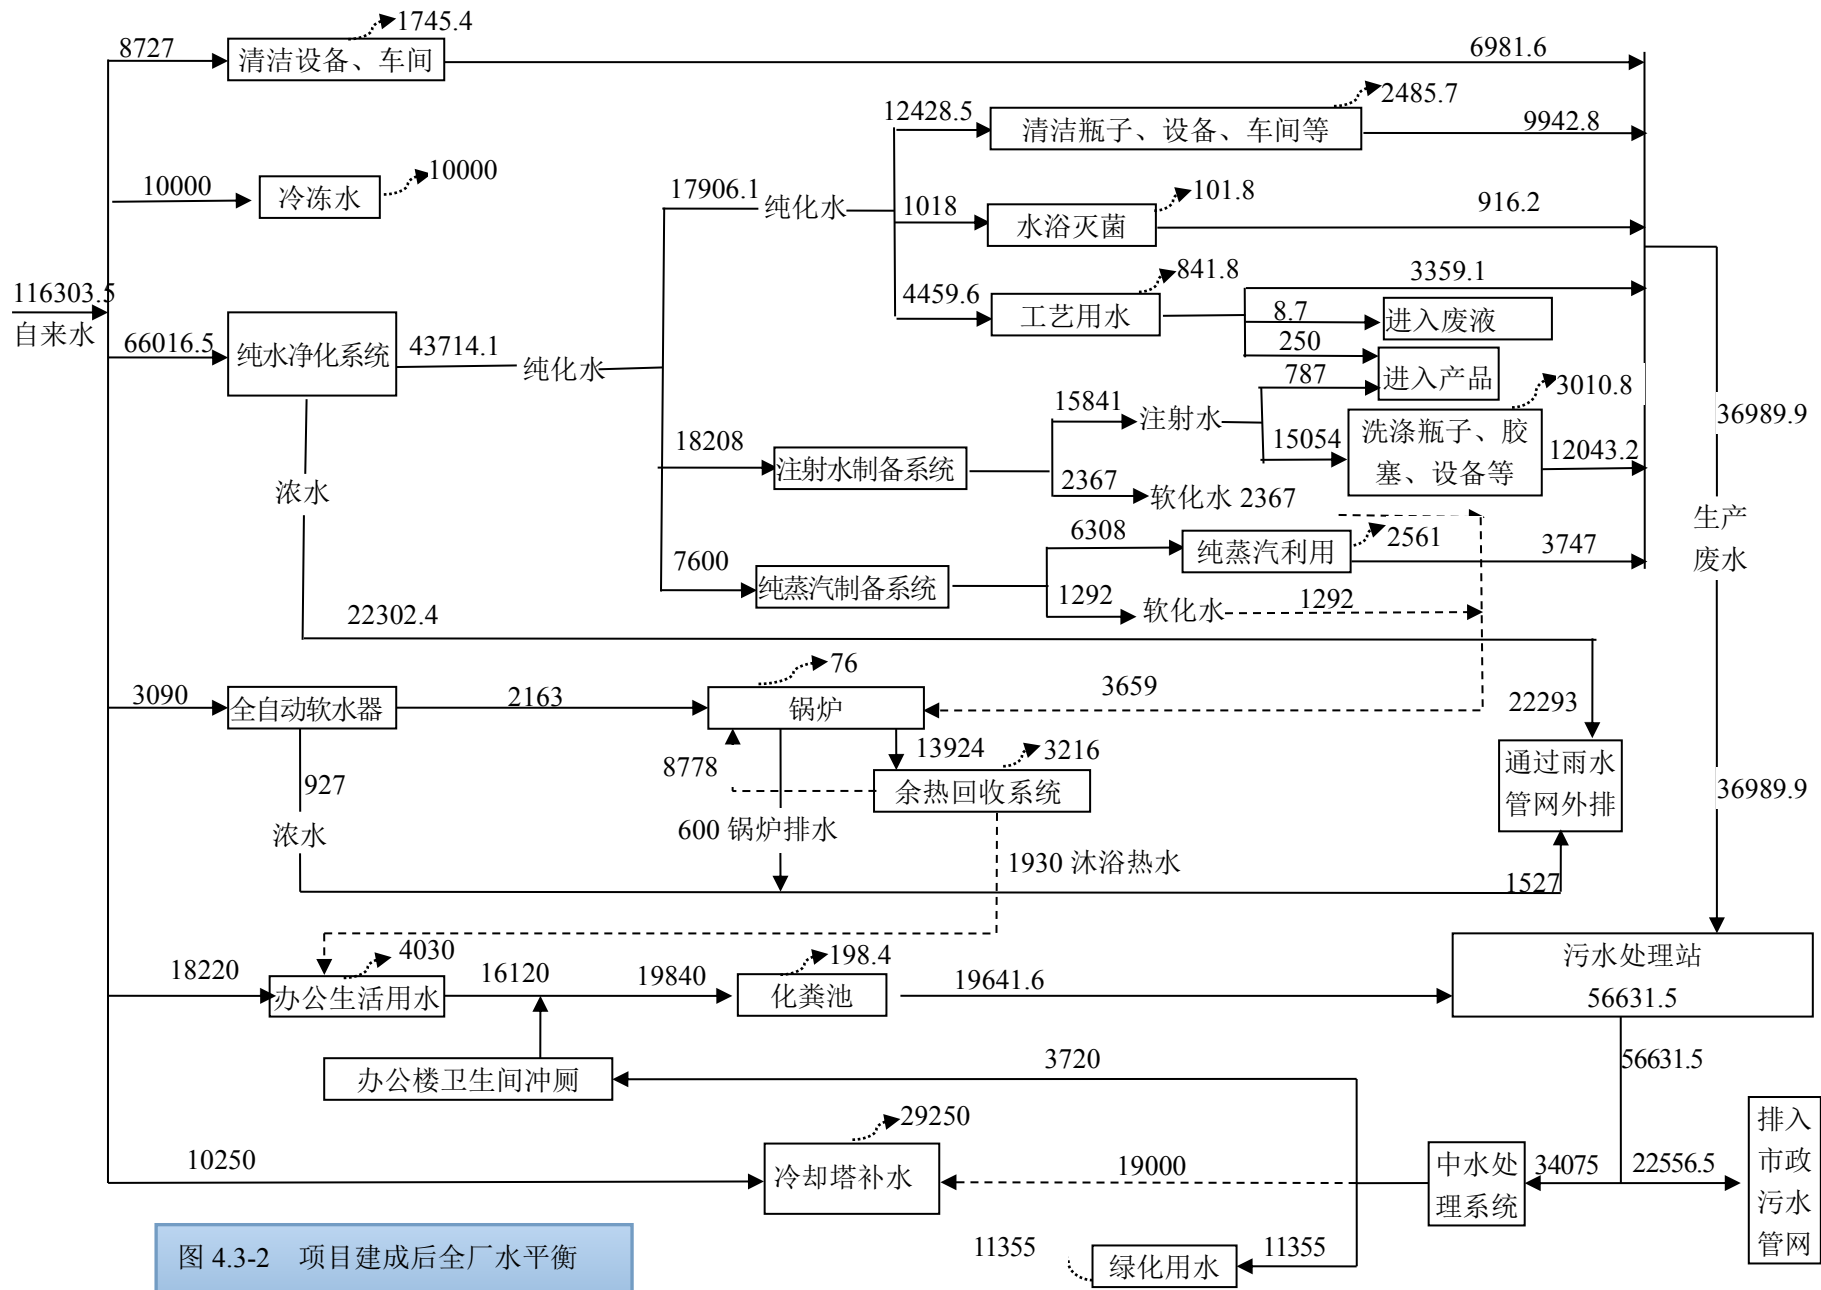 1745.4
8727
清洁设备、车间
6981.6
2485.7
12428.5
清洁瓶子、设备、车间等
9942.8
10000
冷冻水
10000
17906.1
纯化水
1018
水浴灭菌
101.8
916.2
116303.5
自来水
4459.6
工艺用水
841.8
3359.1
8.7
进入废液
250
进入产品
787
66016.5
纯水净化系统
43714.1
纯化水
3010.8
15841
注射水
15054
洗涤瓶子、胶
塞、设备等
12043.2
36989.9
18208
注射水制备系统
2367
软化水 2367
浓水
生产
废水
6308
纯蒸汽利用
2561
3747
7600
纯蒸汽制备系统
1292
软化水
1292
22302.4
76
3090
全自动软水器
2163
锅炉
3659
22293
13924
3216
8778
余热回收系统
通过雨水
管网外排
36989.9
927
浓水
600 锅炉排水
1930 沐浴热水
1527
4030
198.4
18220
办公生活用水
16120
19840
化粪池
19641.6
污水处理站
56631.5
3720
办公楼卫生间冲厕
56631.5
29250
10250
冷却塔补水
19000
中水处
理系统
34075
22556.5
排入
市政
污水
管网
11355
绿化用水
11355
图 4.3-2 项目建成后全厂水平衡